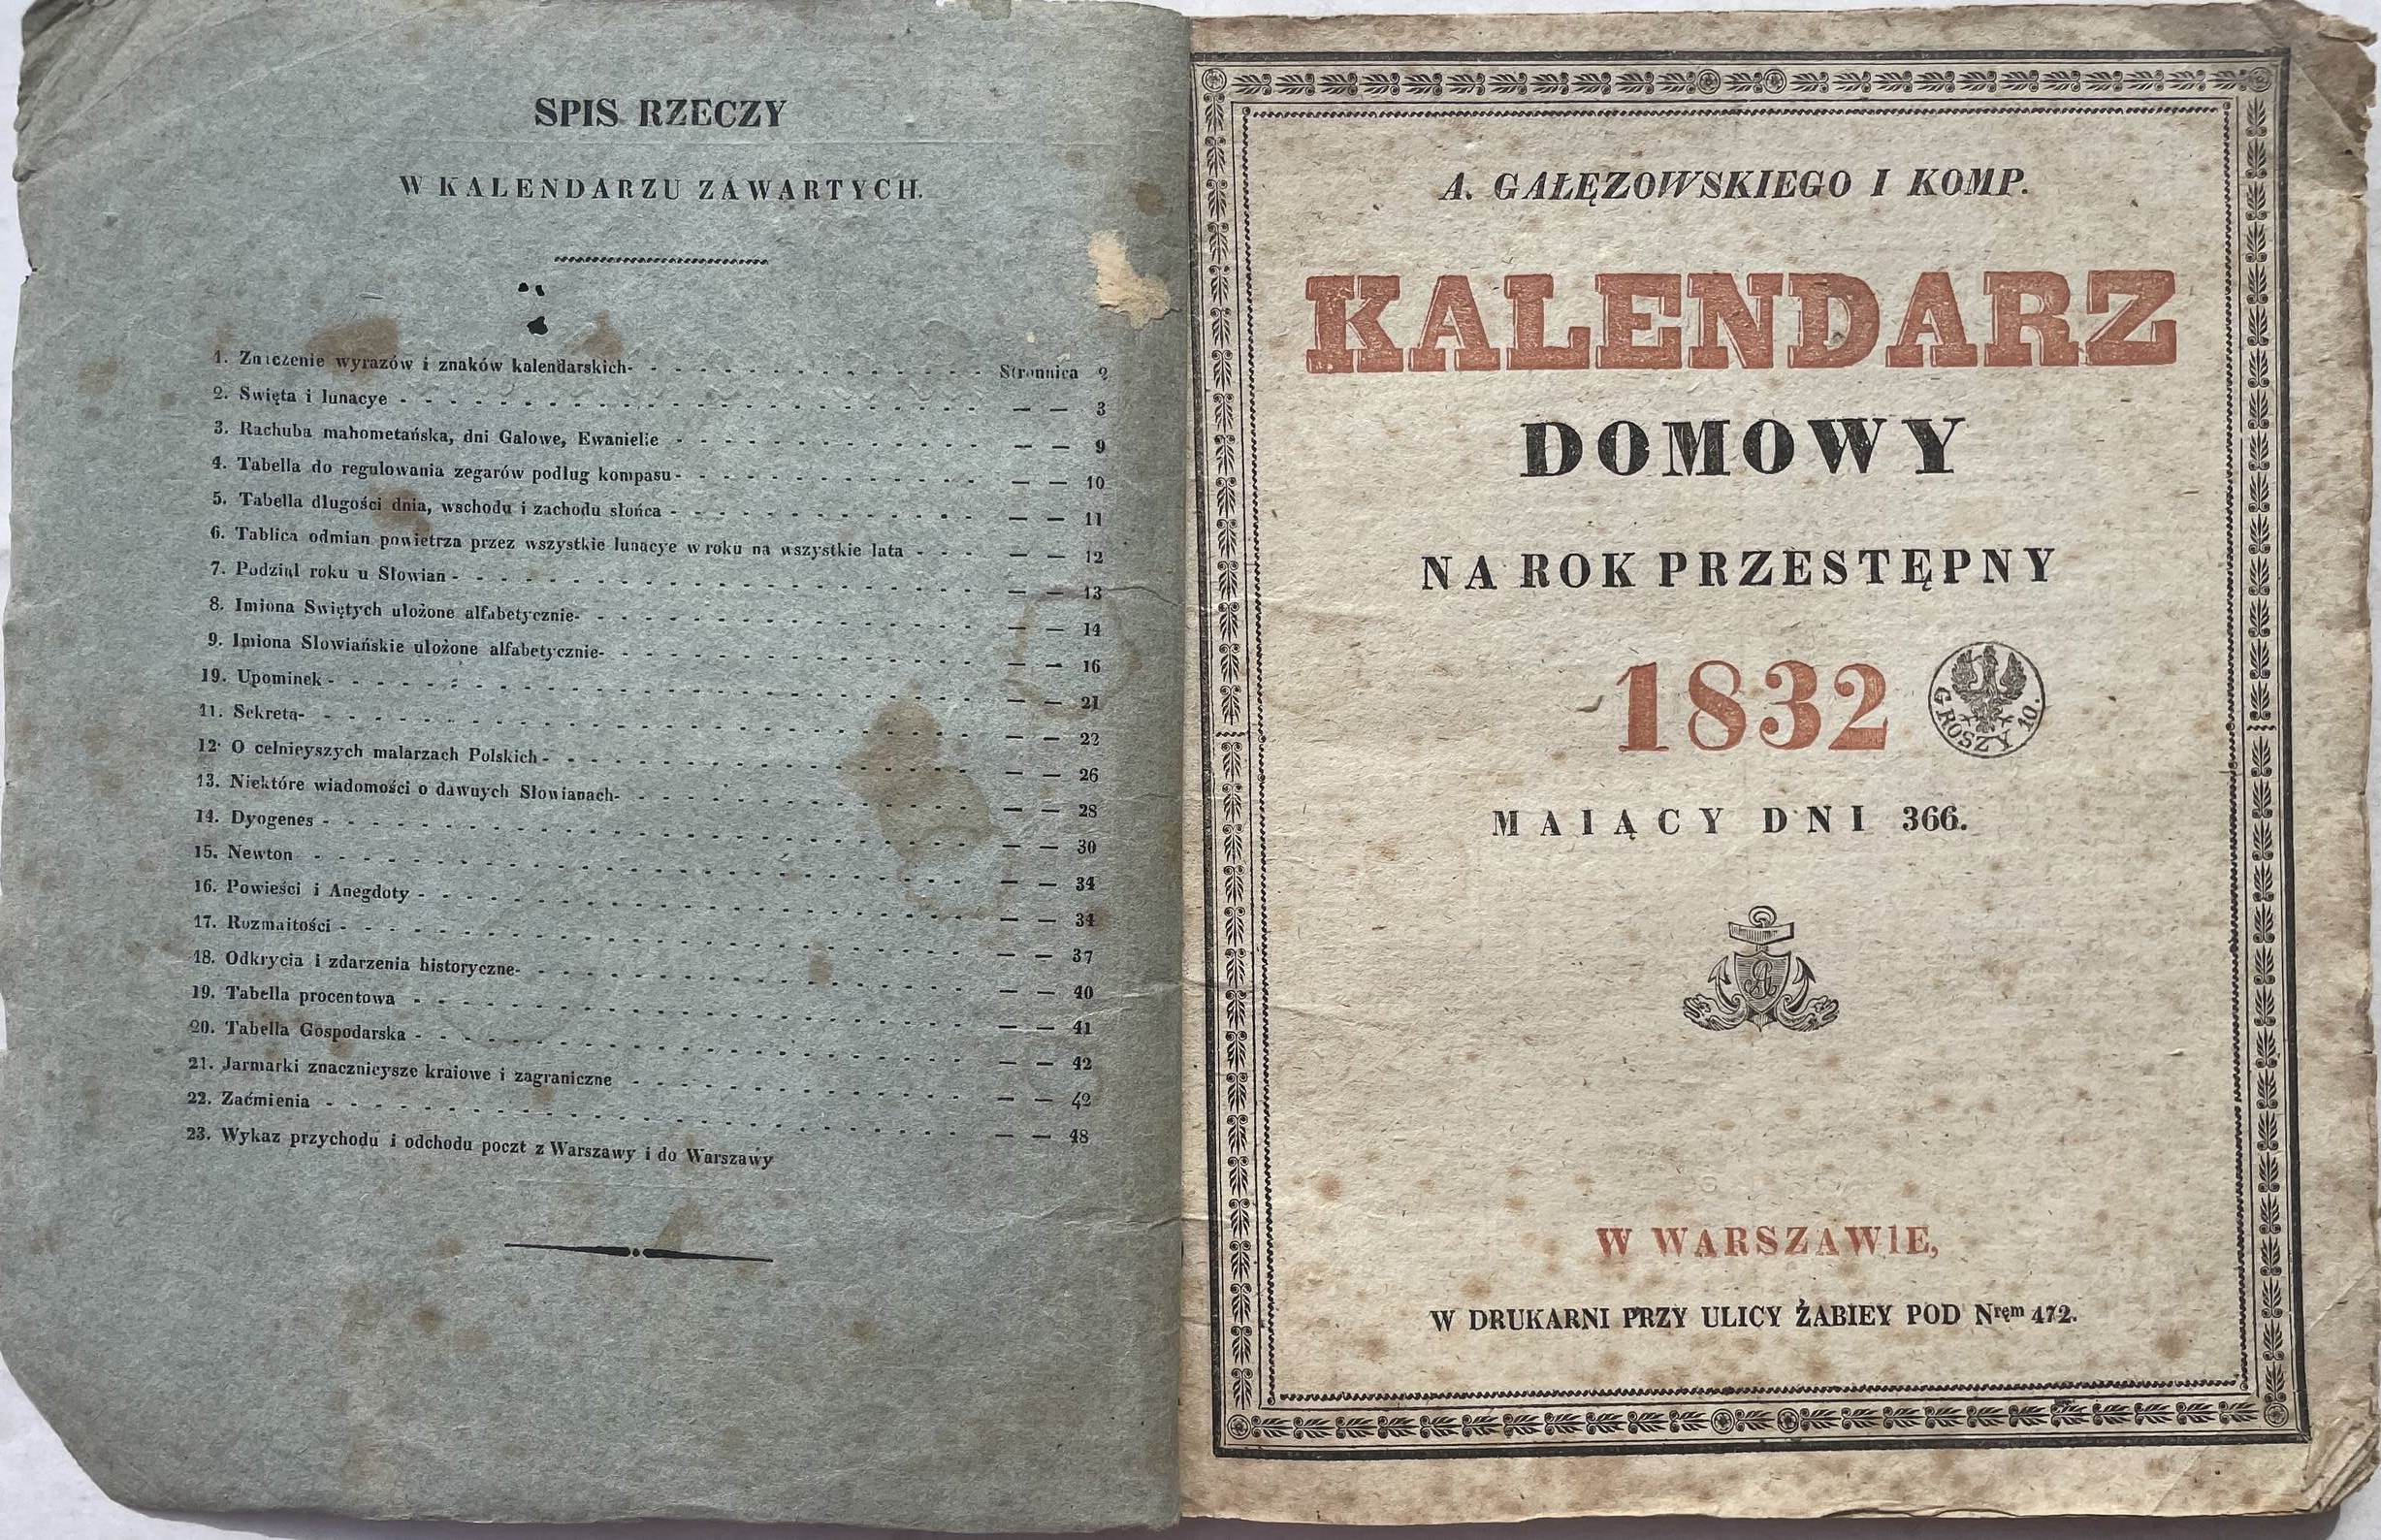 SPIS RZECZY
W KALENDARZU ZAWARTYCH.
1. Znaczenie wyrazów i znaków kalendarskich - - - Stronnica 2
2. Swięta i lunacye - - - — — 3
3. Rachuba mahometańska, dni Galowe, Ewanielie - - - — — 9
4. Tabella do regulowania zegarów podług kompasu - - - — — 10
5. Tabella długości dnia, wschodu i zachodu słońca - - - — — 11
6. Tablica odmian powietrza przez wszystkie lunacye w roku na wszystkie lata - - - — — 12
7. Podział roku u Słowian - - - — — 13
8. Imiona Swiętych ułożone alfabetycznie - - - — — 14
9. Imiona Słowiańskie ułożone alfabetycznie - - - — — 16
19. Upominek - - - — — 21
11. Sekreta - - - — — 22
12· O celnieyszych malarzach Polskich - - - — — 26
13. Niektóre wiadomości o dawnych Słowianach - - - — — 28
14. Dyogenes - - - — — 30
15. Newton - - - — — 34
16. Powieści i Anegdoty - - - — — 34
17. Rozmaitości - - - — — 37
18. Odkrycia i zdarzenia historyczne - - - — — 40
19. Tabella procentowa - - - — — 41
20. Tabella Gospodarska - - - — — 42
21. Jarmarki znacznieysze kraiowe i zagraniczne - - - — — 42
22. Zaćmienia - - - — — 48
23. Wykaz przychodu i odchodu poczt z Warszawy i do Warszawy
A. GAŁĘZOWSKIEGO I KOMP.
KALENDARZ
DOMOWY
NA ROK PRZESTĘPNY
1832
GROSZY 10.
MAIĄCY DNI 366.
AG
W WARSZAWIE,
W DRUKARNI PRZY ULICY ŻABIEY POD Nręm 472.